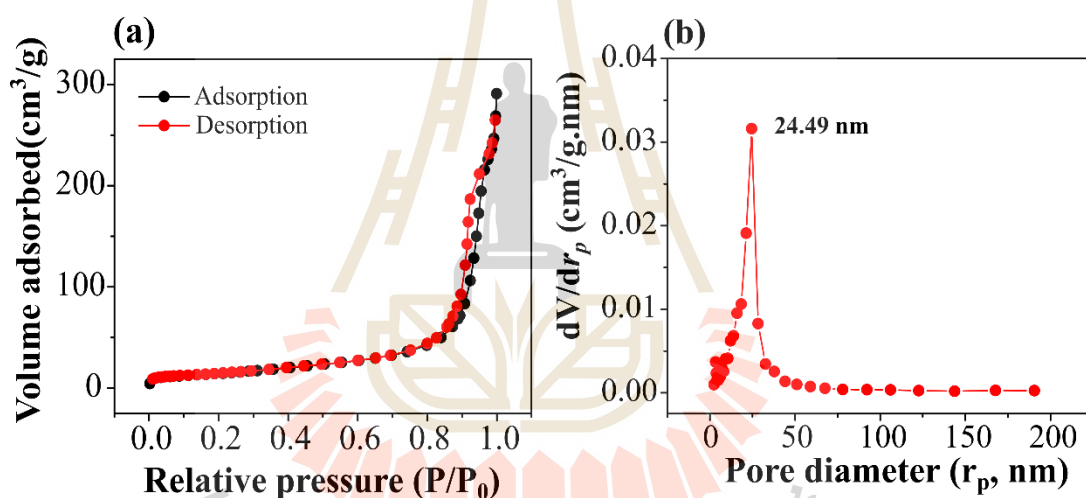 (a)
Volume adsorbed(cm³/g)
300
200
100
0
Adsorption
Desorption
0.0 0.2 0.4 0.6 0.8 1.0
Relative pressure (P/P₀)
(b)
dV/drₚ (cm³/g.nm)
0.04
0.03
0.02
0.01
0.00
24.49 nm
0 50 100 150 200
Pore diameter (rₚ, nm)